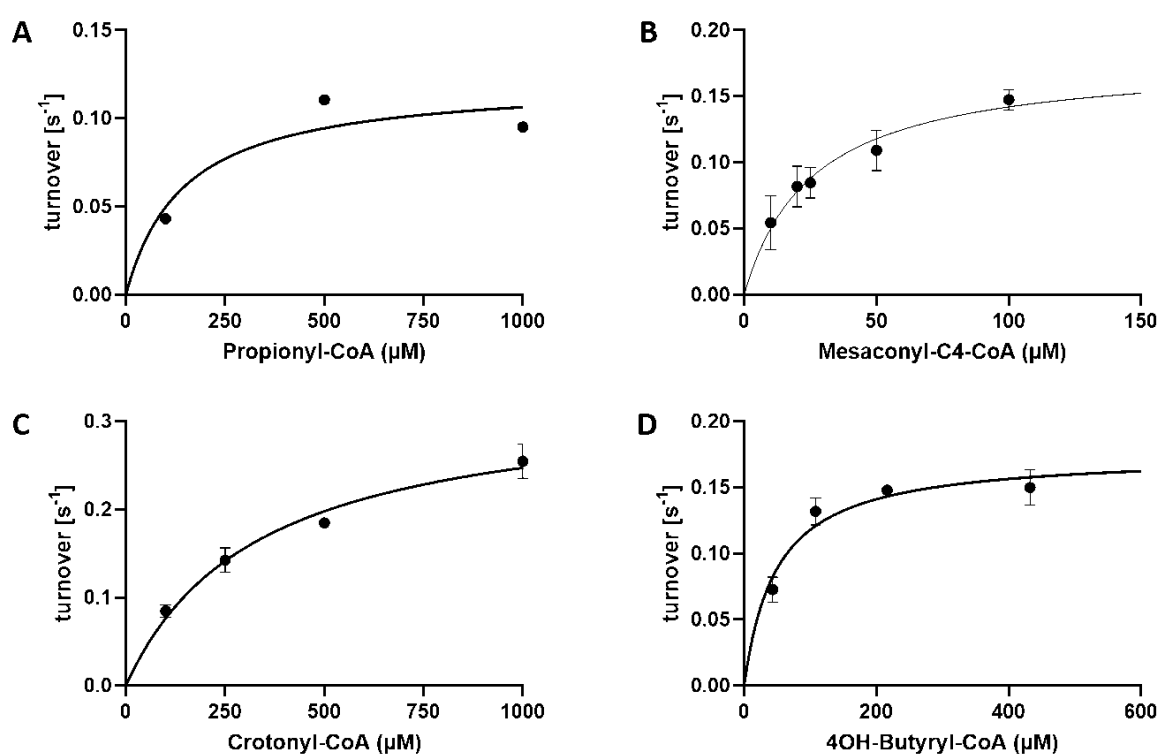 A
turnover [s⁻¹]
0.15
0.10
0.05
0.00
0 250 500 750 1000
Propionyl-CoA (µM)
B
turnover [s⁻¹]
0.20
0.15
0.10
0.05
0.00
0 50 100 150
Mesaconyl-C4-CoA (µM)
C
turnover [s⁻¹]
0.3
0.2
0.1
0.0
0 250 500 750 1000
Crotonyl-CoA (µM)
D
turnover [s⁻¹]
0.20
0.15
0.10
0.05
0.00
0 200 400 600
4OH-Butyryl-CoA (µM)